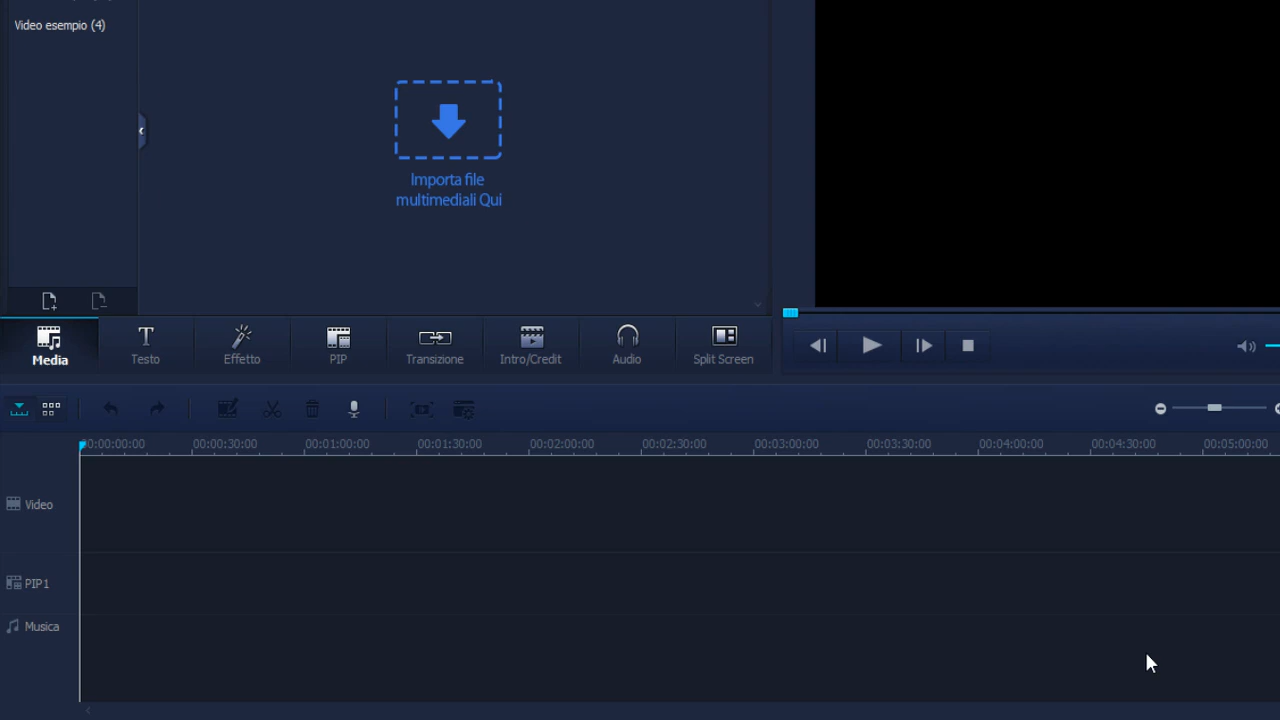 Video esempio (4)
Importa file
multimediali Qui
Media
Testo
Effetto
PIP
Transizione
Intro/Credit
Audio
Split Screen
00:00:00:00 00:00:30:00 00:01:00:00 00:01:30:00 00:02:00:00 00:02:30:00 00:03:00:00 00:03:30:00 00:04:00:00 00:04:30:00 00:05:00:00
Video
PIP1
Musica